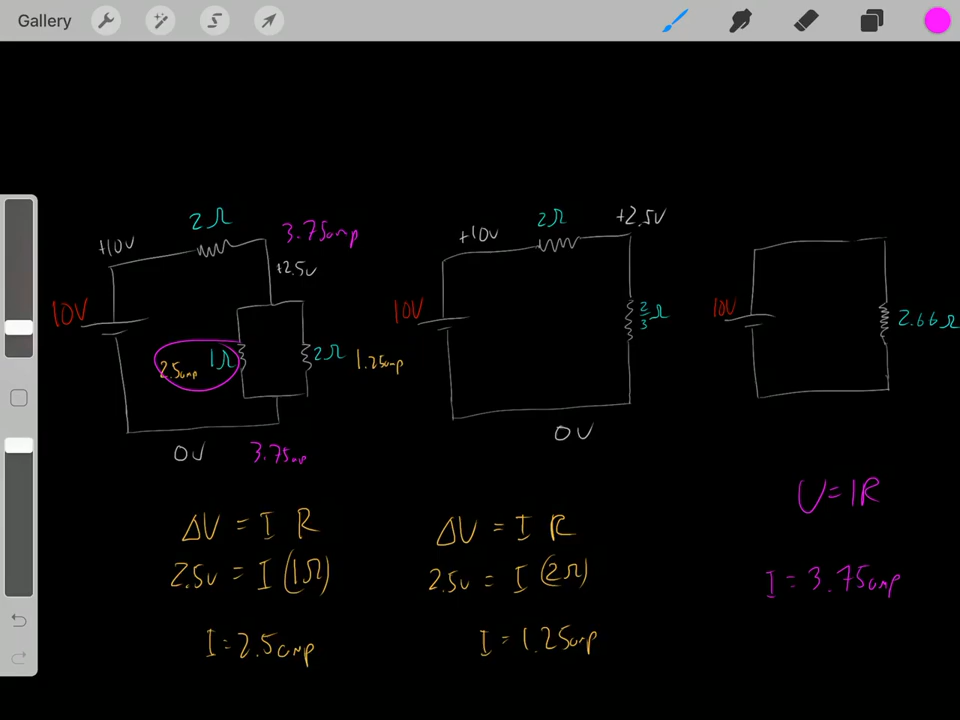 Gallery
2Ω
3.75amp
+10V
+2.5V
10V
1Ω
2.5amp
2Ω
1.25amp
0V
3.75amp
ΔV = I R
2.5V = I (1Ω)
I = 2.5amp
2Ω
+2.5V
+10V
10V
2/3 Ω
0V
ΔV = I R
2.5V = I (2Ω)
I = 1.25amp
10V
2.66Ω
V = IR
I = 3.75amp